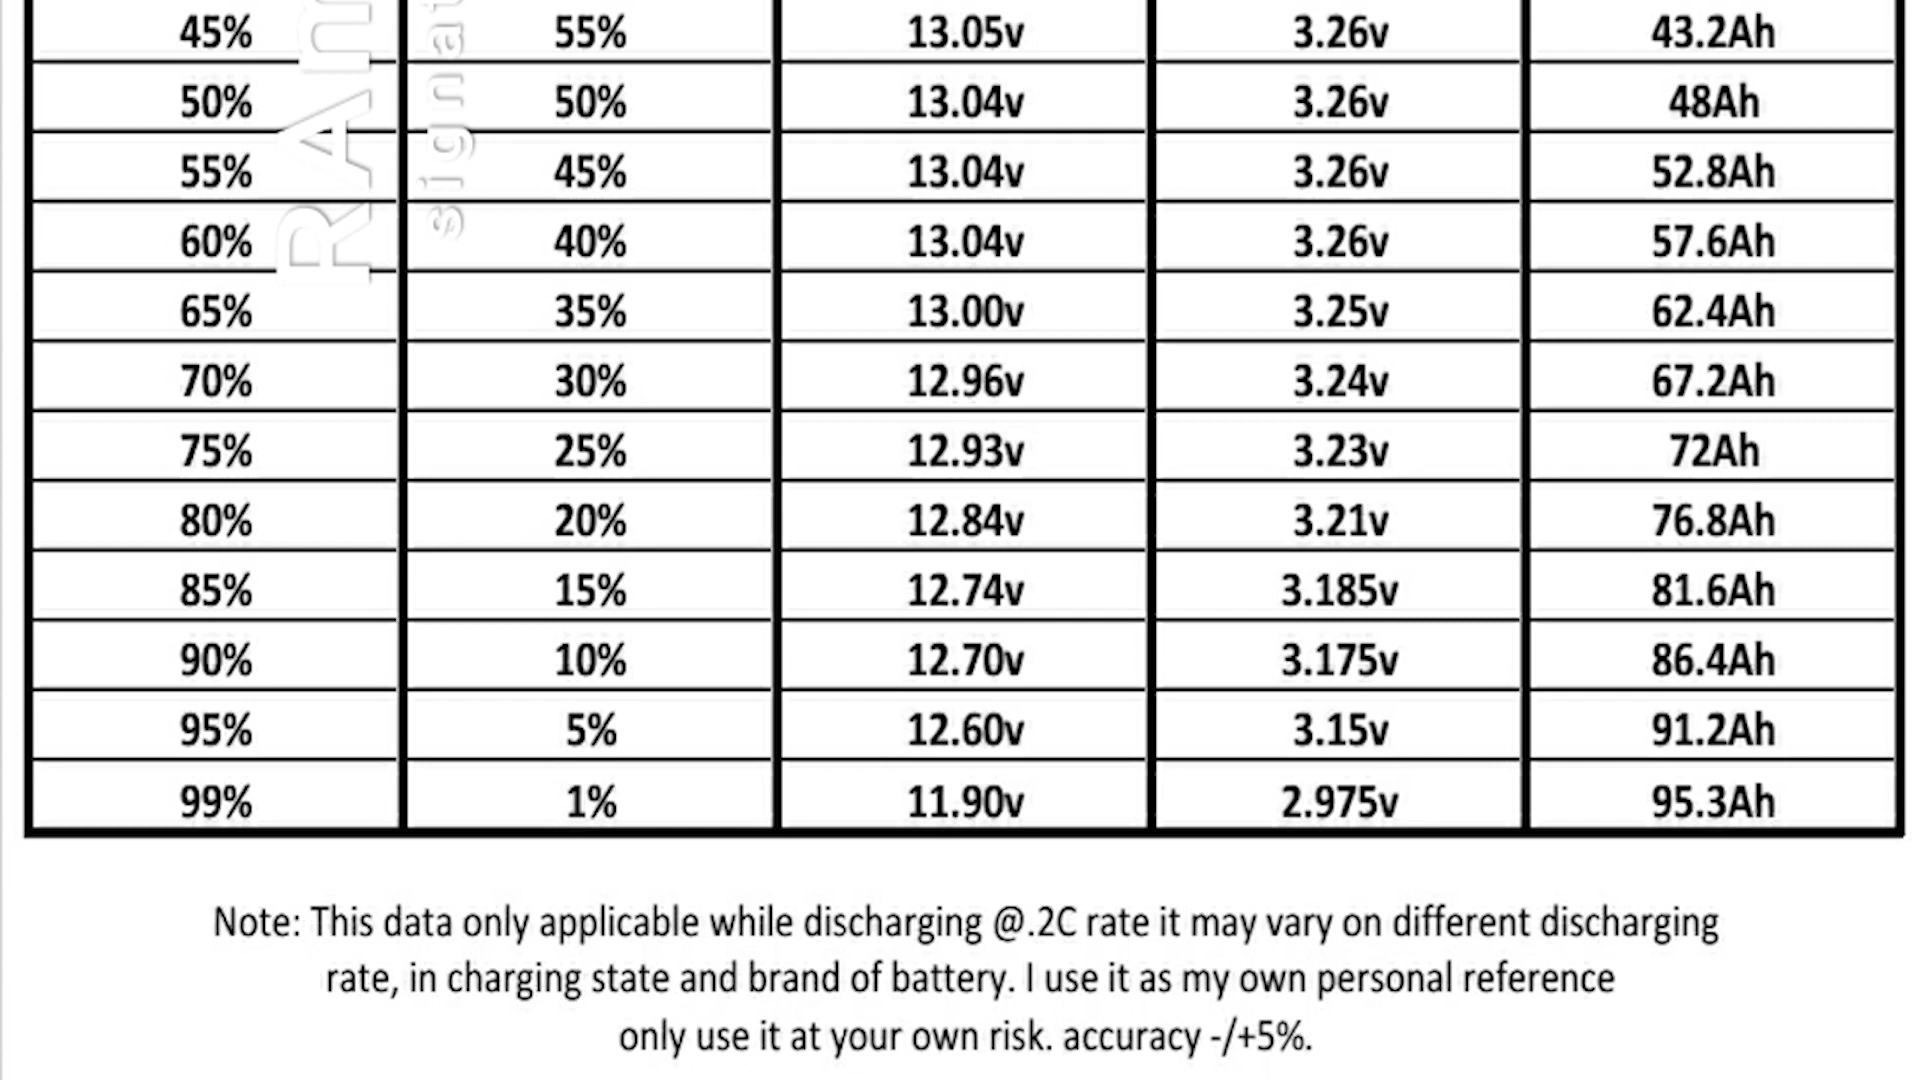 45% 55% 13.05v 3.26v 43.2Ah
50% 50% 13.04v 3.26v 48Ah
55% 45% 13.04v 3.26v 52.8Ah
60% 40% 13.04v 3.26v 57.6Ah
65% 35% 13.00v 3.25v 62.4Ah
70% 30% 12.96v 3.24v 67.2Ah
75% 25% 12.93v 3.23v 72Ah
80% 20% 12.84v 3.21v 76.8Ah
85% 15% 12.74v 3.185v 81.6Ah
90% 10% 12.70v 3.175v 86.4Ah
95% 5% 12.60v 3.15v 91.2Ah
99% 1% 11.90v 2.975v 95.3Ah
Note: This data only applicable while discharging @.2C rate it may vary on different discharging
rate, in charging state and brand of battery. I use it as my own personal reference
only use it at your own risk. accuracy -/+5%.